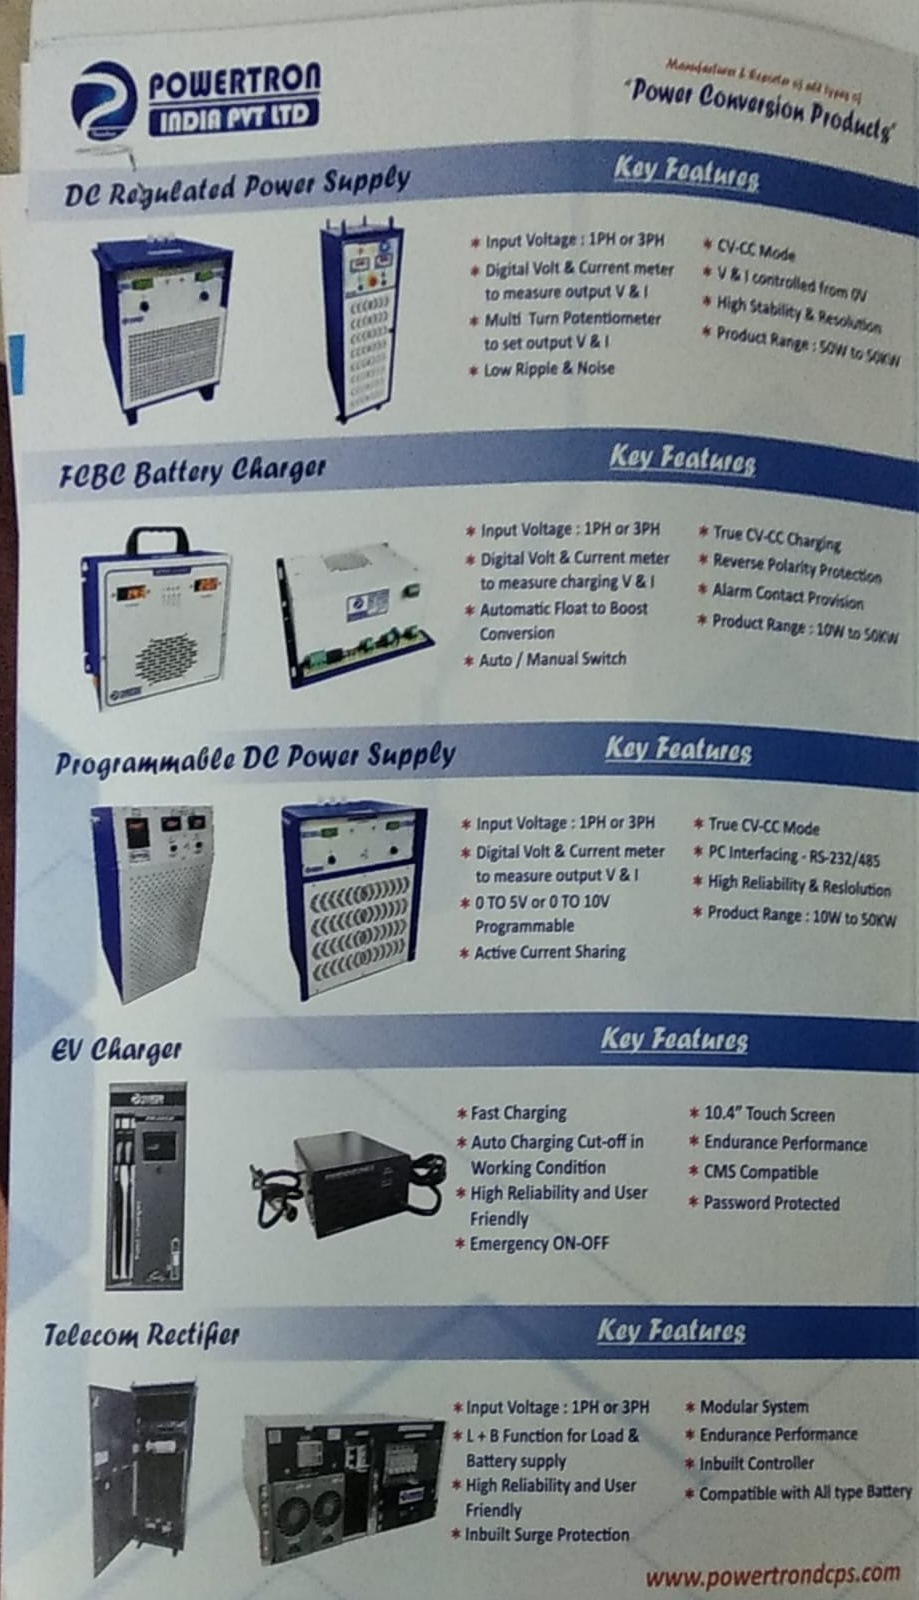 POWERTRON
INDIA PVT LTD
Manufacturer & Exporter of all types of
"Power Conversion Products"
DC Regulated Power Supply
Key Features
* Input Voltage : 1PH or 3PH
* Digital Volt & Current meter
to measure output V & I
* Multi Turn Potentiometer
to set output V & I
* Low Ripple & Noise
* CV-CC Mode
* V & I controlled from 0V
* High Stability & Resolution
* Product Range : 50W to 50KW
FCBC Battery Charger
Key Features
* Input Voltage : 1PH or 3PH
* Digital Volt & Current meter
to measure charging V & I
* Automatic Float to Boost
Conversion
* Auto / Manual Switch
* True CV-CC Charging
* Reverse Polarity Protection
* Alarm Contact Provision
* Product Range : 10W to 50KW
Programmable DC Power Supply
Key Features
* Input Voltage : 1PH or 3PH
* Digital Volt & Current meter
to measure output V & I
* 0 TO 5V or 0 TO 10V
Programmable
* Active Current Sharing
* True CV-CC Mode
* PC Interfacing - RS-232/485
* High Reliability & Reslolution
* Product Range : 10W to 50KW
EV Charger
Key Features
* Fast Charging
* Auto Charging Cut-off in
Working Condition
* High Reliability and User
Friendly
* Emergency ON-OFF
* 10.4" Touch Screen
* Endurance Performance
* CMS Compatible
* Password Protected
Telecom Rectifier
Key Features
* Input Voltage : 1PH or 3PH
* L + B Function for Load &
Battery supply
* High Reliability and User
Friendly
* Inbuilt Surge Protection
* Modular System
* Endurance Performance
* Inbuilt Controller
* Compatible with All type Battery
www.powertrondcps.com